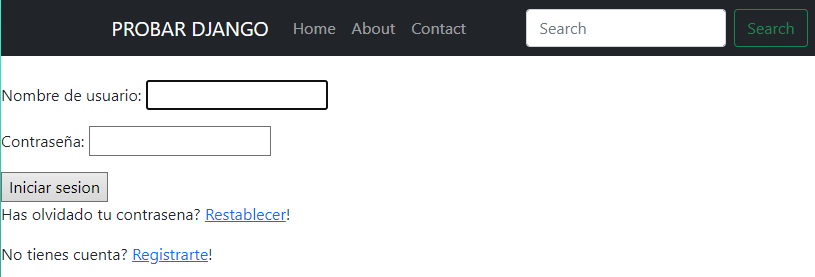 PROBAR DJANGO Home About Contact Search Search
Nombre de usuario:
Contraseña:
Iniciar sesion
Has olvidado tu contrasena? Restablecer!
No tienes cuenta? Registrarte!